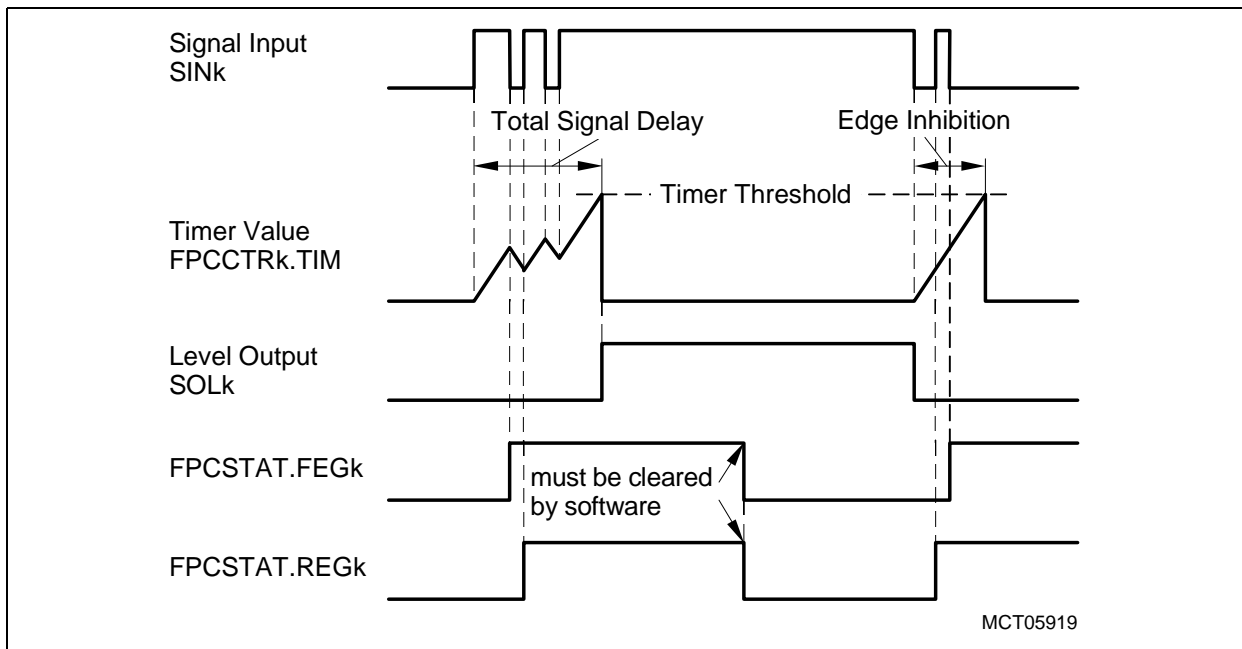 Signal Input
SINk
Total Signal Delay
Edge Inhibition
Timer Threshold
Timer Value
FPCCTRk.TIM
Level Output
SOLk
FPCSTAT.FEGk
must be cleared
by software
FPCSTAT.REGk
MCT05919